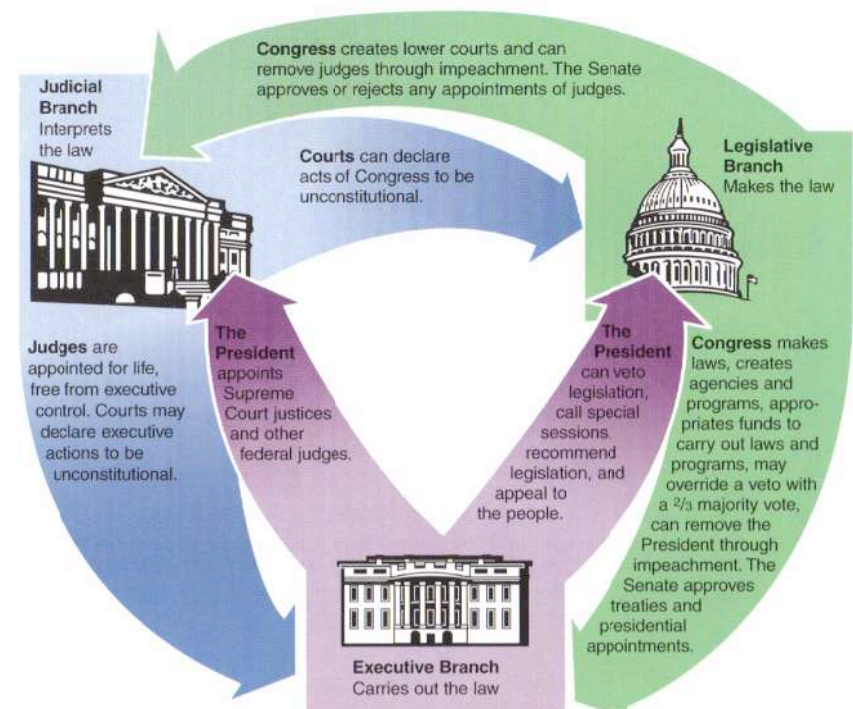 Congress creates lower courts and can
remove judges through impeachment. The Senate
approves or rejects any appointments of judges.
Judicial
Branch
Interprets
the law
Courts can declare
acts of Congress to be
unconstitutional.
Legislative
Branch
Makes the law
Judges are
appointed for life,
free from executive
control. Courts may
declare executive
actions to be
unconstitutional.
The
President
appoints
Supreme
Court justices
and other
federal judges.
The
President
can veto
legislation,
call special
sessions,
recommend
legislation, and
appeal to
the people.
Congress makes
laws, creates
agencies and
programs, appro-
priates funds to
carry out laws and
programs, may
override a veto with
a 2/3 majority vote,
can remove the
President through
impeachment. The
Senate approves
treaties and
presidential
appointments.
Executive Branch
Carries out the law